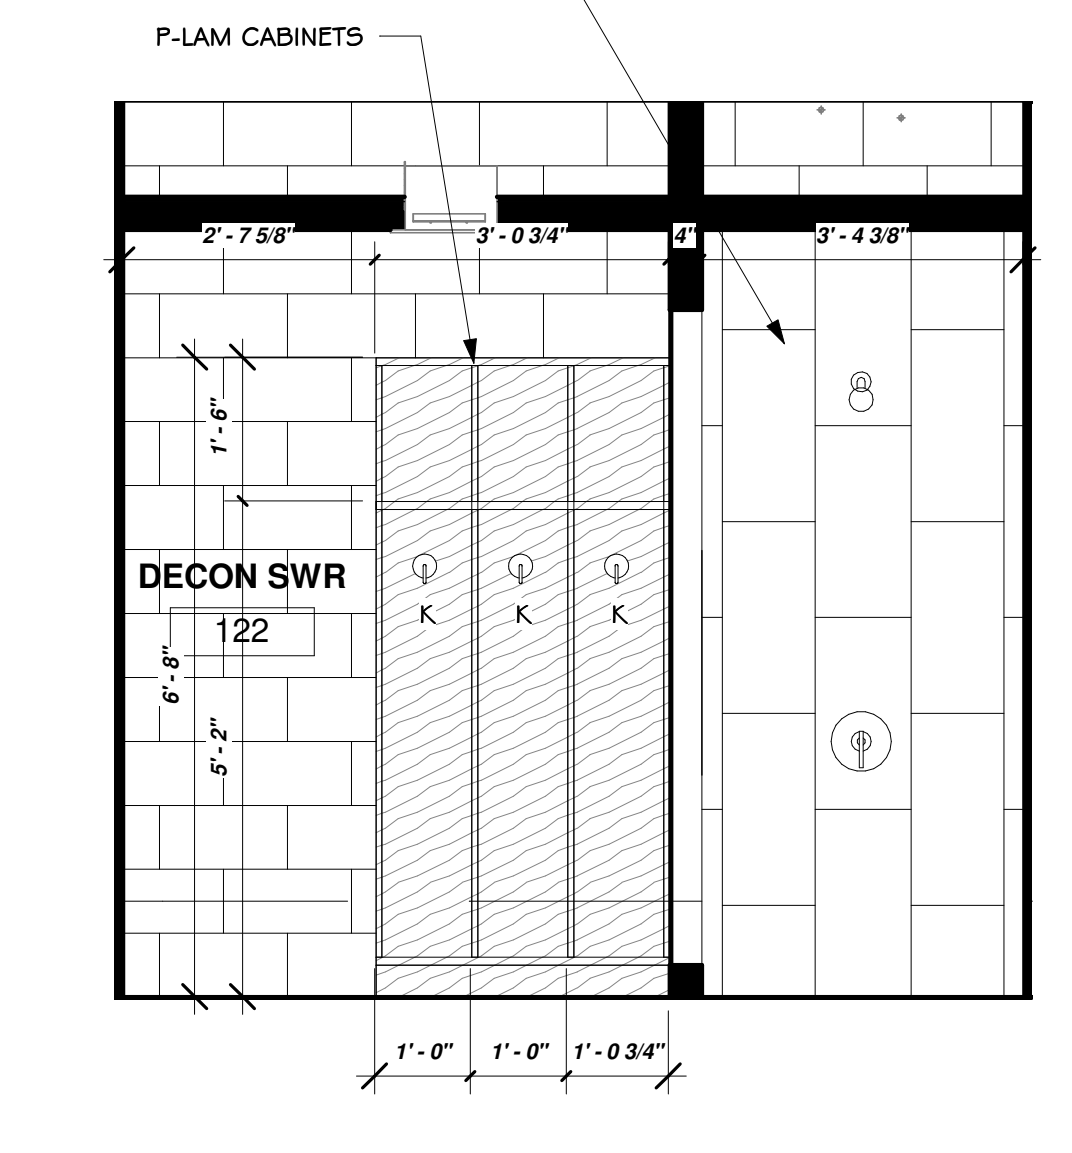 P-LAM CABINETS
2' - 7 5/8"
3' - 0 3/4"
4"
3' - 4 3/8"
1' - 6"
DECON SWR
122
6' - 8"
5' - 2"
K
K
K
1' - 0"
1' - 0"
1' - 0 3/4"